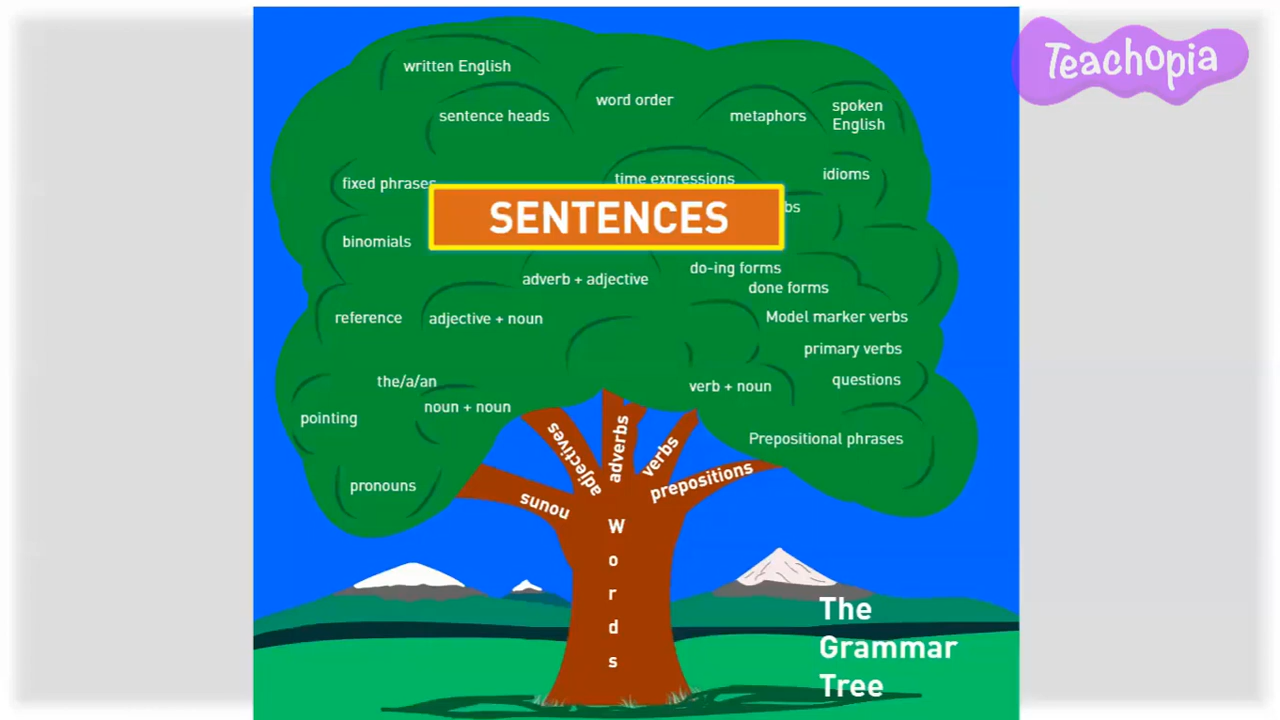 Teachopia
written English
word order
sentence heads
metaphors
spoken
English
fixed phrases
time expressions
idioms
SENTENCES
binomials
adverb + adjective
do-ing forms
done forms
reference
adjective + noun
Model marker verbs
primary verbs
the/a/an
verb + noun
questions
pointing
noun + noun
Prepositional phrases
pronouns
nouns
adjectives
adverbs
verbs
prepositions
Words
The
Grammar
Tree